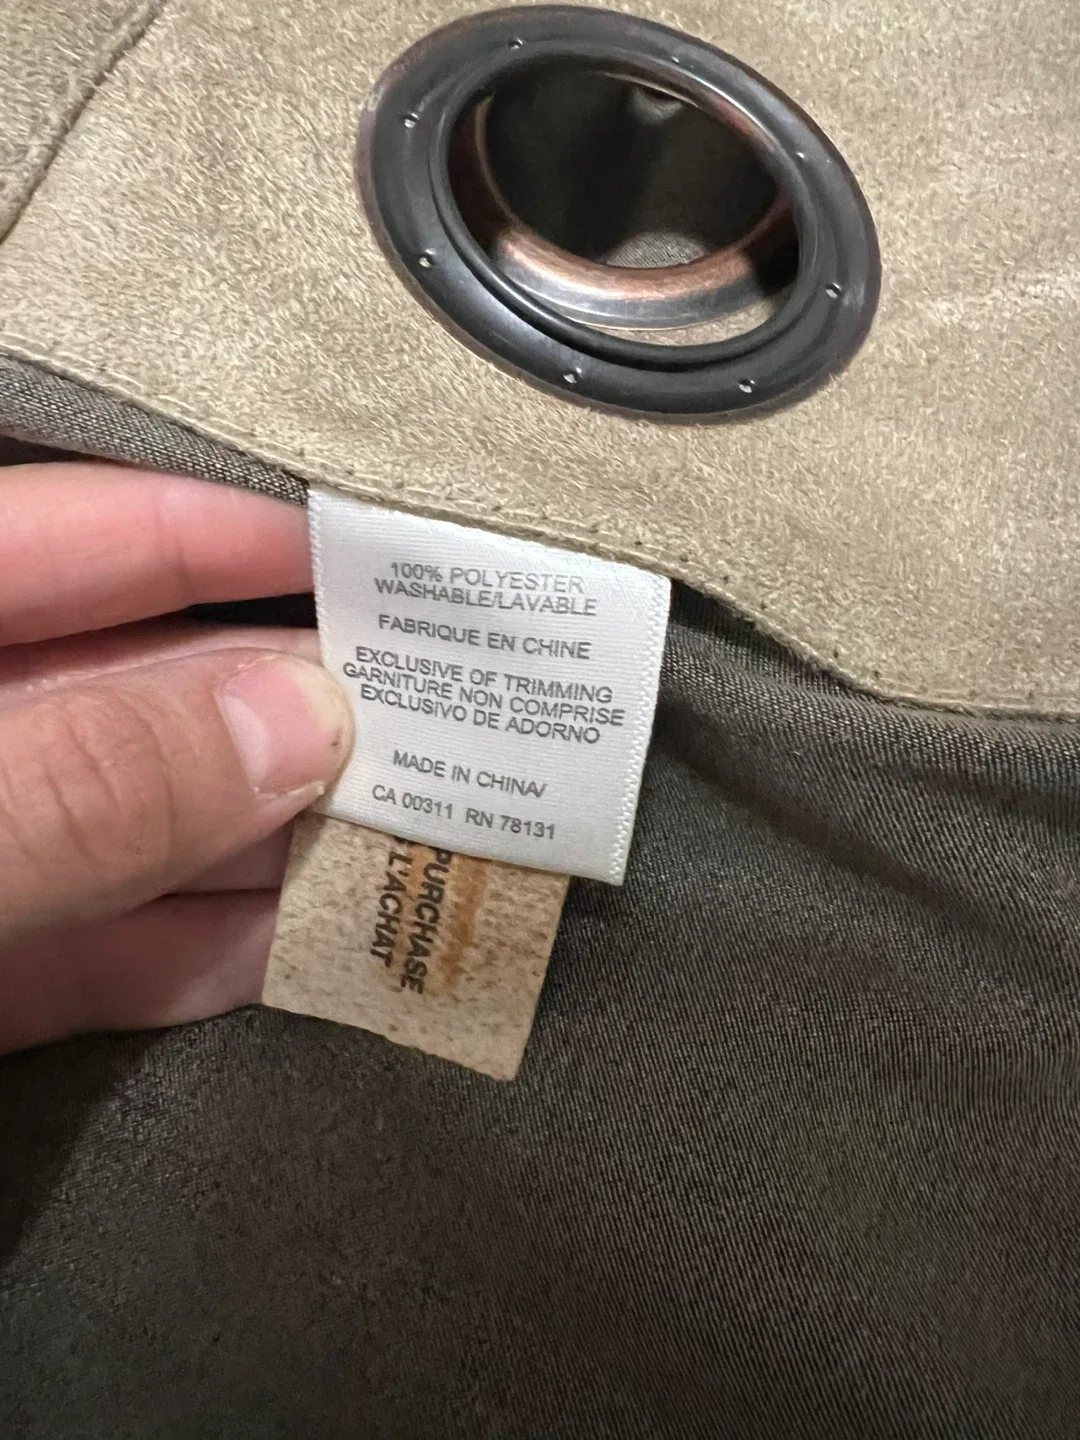 100% POLYESTER
WASHABLE/LAVABLE
FABRIQUE EN CHINE
EXCLUSIVE OF TRIMMING
GARNITURE NON COMPRISE
EXCLUSIVO DE ADORNO
MADE IN CHINA/
CA 00311 RN 78131
PURCHASE
L'ACHAT